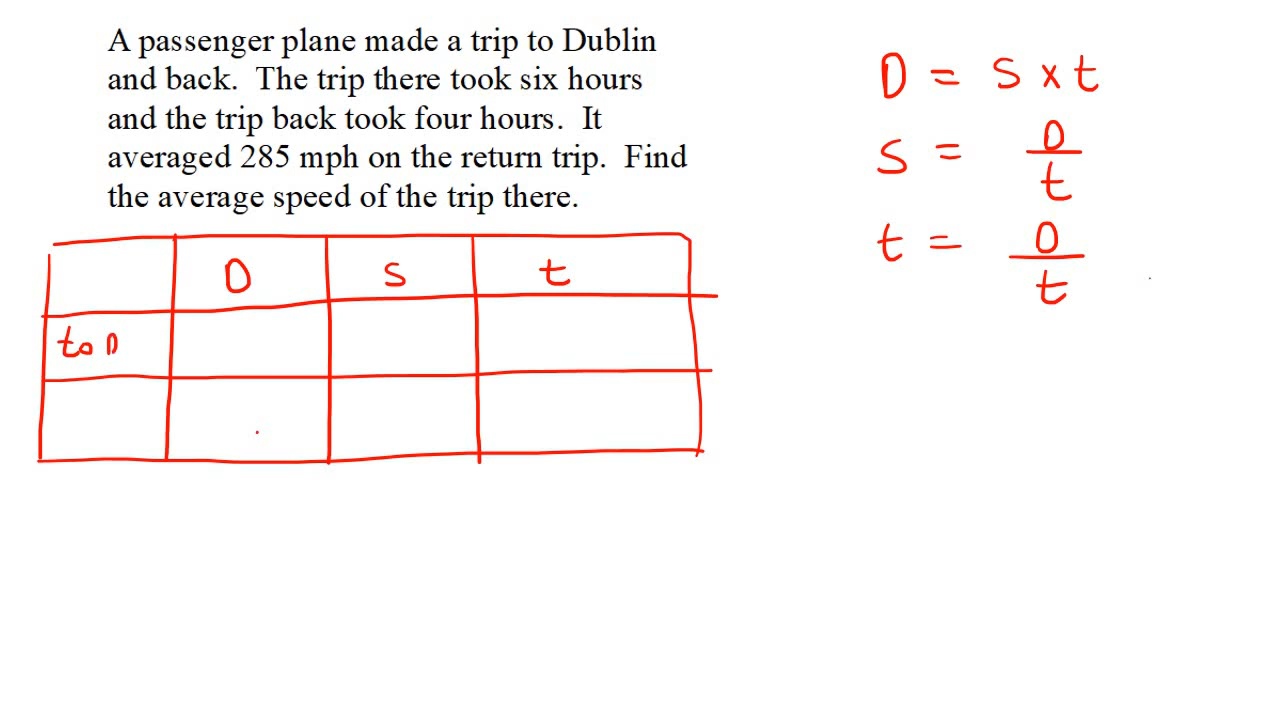 A passenger plane made a trip to Dublin
and back. The trip there took six hours
and the trip back took four hours. It
averaged 285 mph on the return trip. Find
the average speed of the trip there.
D = s x t
s = D/t
t = D/t
D s t
to D